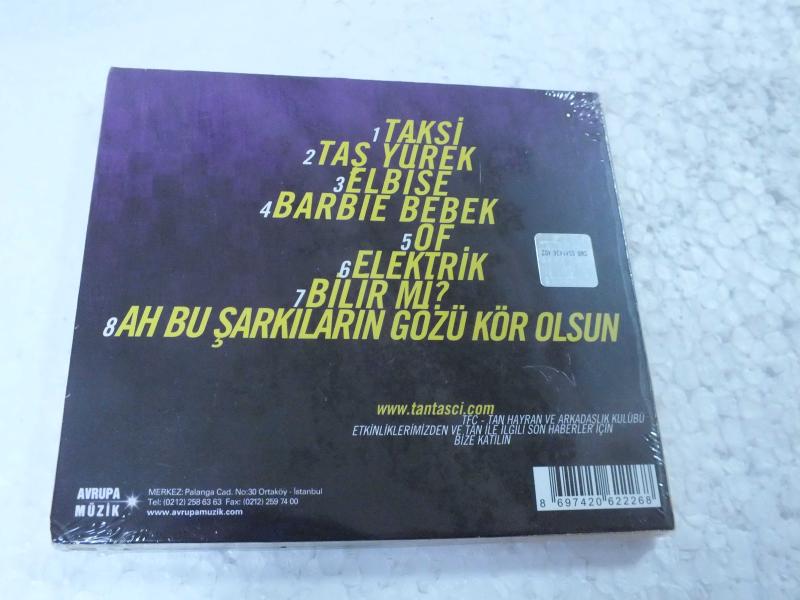 1 TAKSİ
2 TAŞ YÜREK
3 ELBİSE
4 BARBIE BEBEK
5 OF
6 ELEKTRİK
7 BİLİR Mİ?
8 AH BU ŞARKILARIN GÖZÜ KÖR OLSUN
www.tantasci.com
TFC - TAN HAYRAN VE ARKADAŞLIK KULÜBÜ
ETKİNLİKLERİMİZDEN VE TAN İLE İLGİLİ SON HABERLER İÇİN
BİZE KATILIN
AVRUPA
MÜZİK
MERKEZ: Palanga Cad. No:30 Ortaköy - İstanbul
Tel: (0212) 258 63 63 Fax: (0212) 259 74 00
www.avrupamuzik.com
8 697420 622268